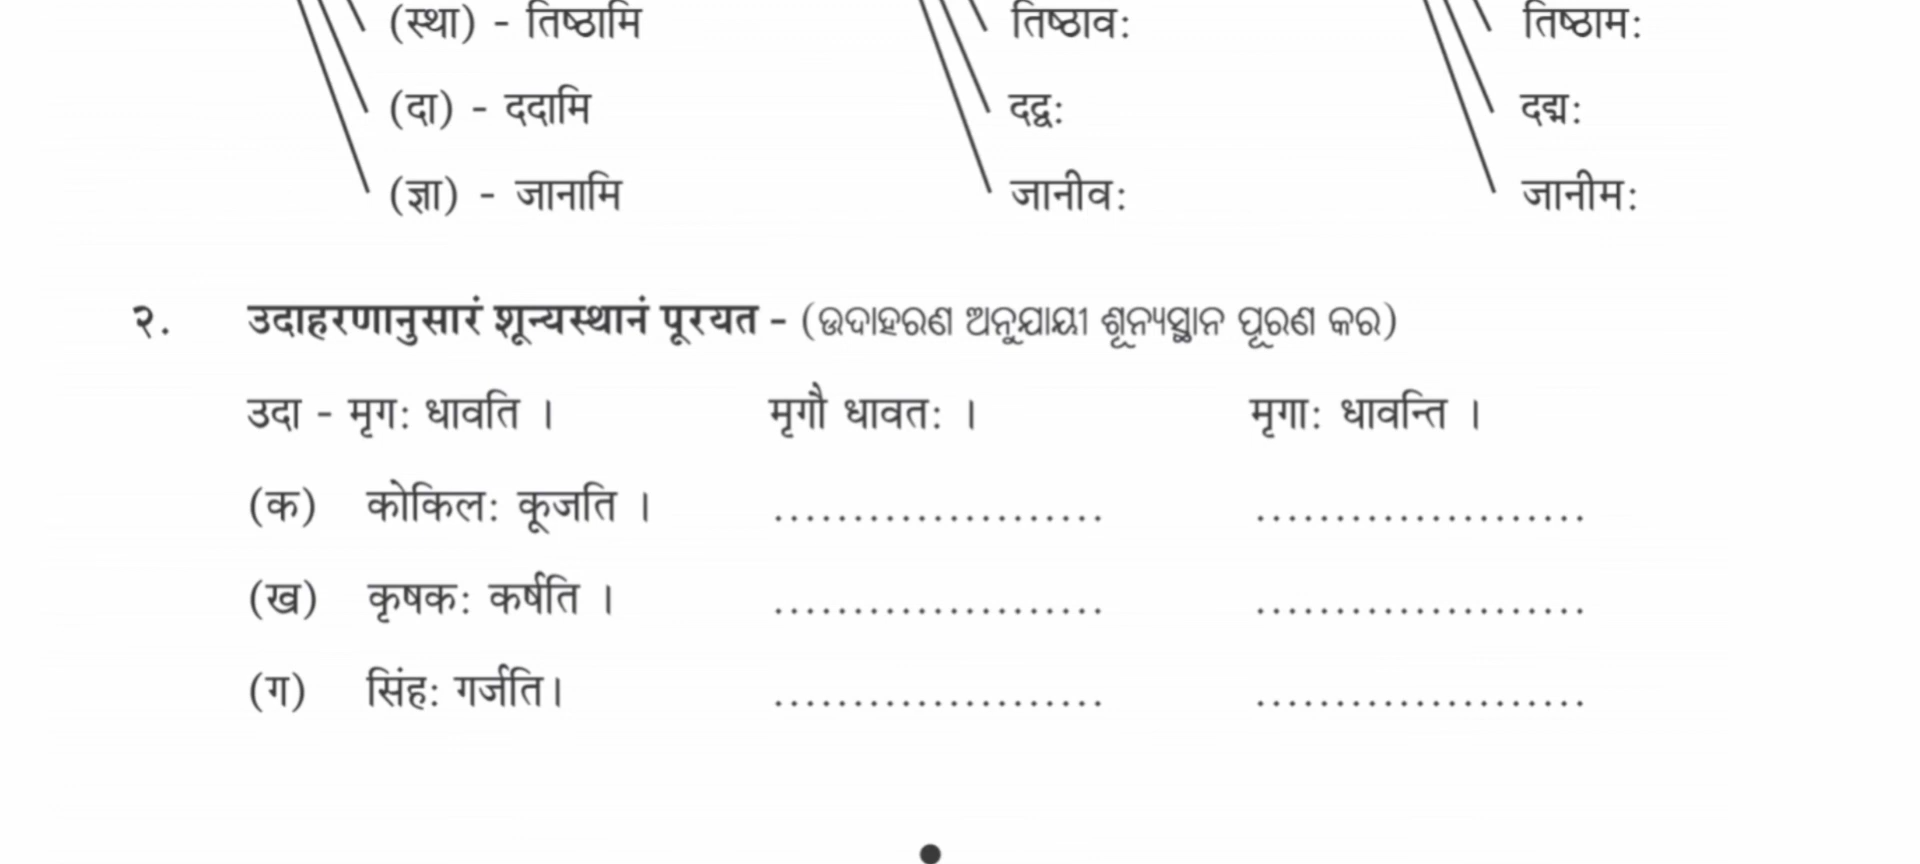 (स्था) - तिष्ठामि तिष्ठावः तिष्ठामः
(दा) - ददामि दद्वः दद्मः
(ज्ञा) - जानामि जानीवः जानीमः
२. उदाहरणानुसारं शून्यस्थानं पूरयत - (ଉଦାହରଣ ଅନୁଯାୟୀ ଶୂନ୍ୟସ୍ଥାନ ପୂରଣ କର)
उदा - मृगः धावति । मृगौ धावतः । मृगाः धावन्ति ।
(क) कोकिलः कूजति । ..................... .....................
(ख) कृषकः कर्षति । ..................... .....................
(ग) सिंहः गर्जति। ..................... .....................